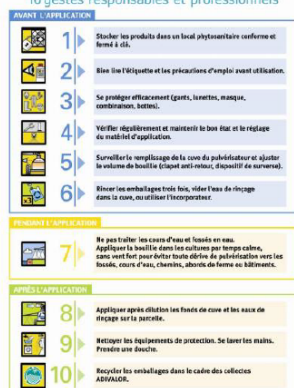 10 gestes responsables et professionnels
AVANT L'APPLICATION
1 Stocker les produits dans un local phytosanitaire conforme et
fermé à clé.
2 Bien lire l'étiquette et les précautions d'emploi avant utilisation.
3 Se protéger efficacement (gants, lunettes, masque,
combinaison, bottes).
4 Vérifier régulièrement et maintenir le bon état et le réglage
du matériel d'application.
5 Surveiller le remplissage de la cuve du pulvérisateur et ajuster
le volume de bouillie (clapet anti-retour, dispositif de surverse).
6 Rincer les emballages trois fois, vider l'eau de rinçage
dans la cuve, ou utiliser l'incorporateur.
PENDANT L'APPLICATION
7 Ne pas traiter les cours d'eau et fossés en eau.
Appliquer la bouillie dans les cultures par temps calme,
sans vent fort pour éviter toute dérive de pulvérisation vers les
fossés, cours d'eau, chemins, abords de ferme ou bâtiments.
APRÈS L'APPLICATION
8 Appliquer après dilution les fonds de cuve et les eaux de
rinçage sur la parcelle.
9 Nettoyer les équipements de protection. Se laver les mains.
Prendre une douche.
10 Recycler les emballages dans le cadre des collectes
ADIVALOR.